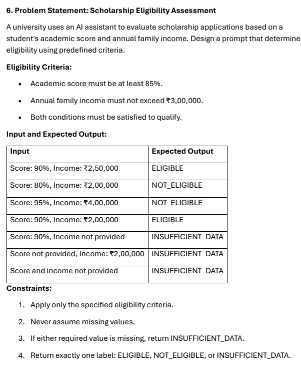 6. Problem Statement: Scholarship Eligibility Assessment
A university uses an AI assistant to evaluate scholarship applications based on a
student's academic score and annual family income. Design a prompt that determines
eligibility using predefined criteria.
Eligibility Criteria:
• Academic score must be at least 85%.
• Annual family income must not exceed ₹3,00,000.
• Both conditions must be satisfied to qualify.
Input and Expected Output:
Input Expected Output
Score: 90%, Income: ₹2,50,000 ELIGIBLE
Score: 80%, Income: ₹2,00,000 NOT_ELIGIBLE
Score: 95%, Income: ₹4,00,000 NOT_ELIGIBLE
Score: 90%, Income: ₹2,00,000 ELIGIBLE
Score: 90%, Income not provided INSUFFICIENT_DATA
Score not provided, Income: ₹2,00,000 INSUFFICIENT_DATA
Score and income not provided INSUFFICIENT_DATA
Constraints:
1. Apply only the specified eligibility criteria.
2. Never assume missing values.
3. If either required value is missing, return INSUFFICIENT_DATA.
4. Return exactly one label: ELIGIBLE, NOT_ELIGIBLE, or INSUFFICIENT_DATA.